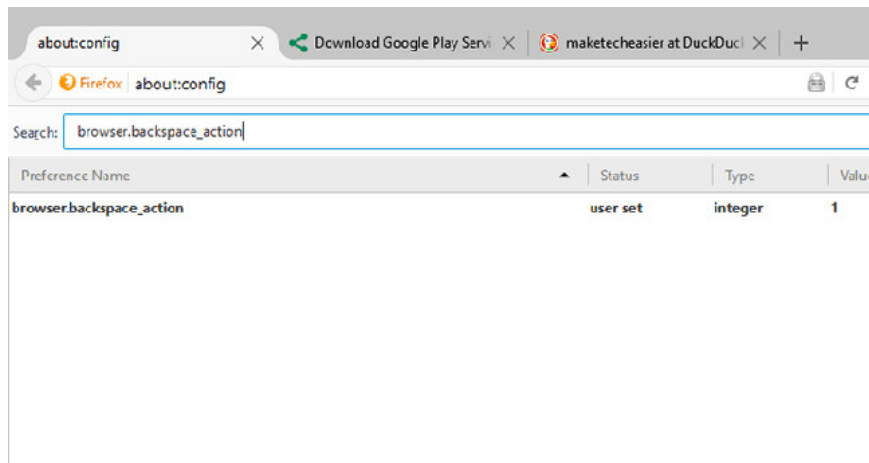 about:config Download Google Play Servi maketecheasier at DuckDuck
Firefox about:config
Search: browser.backspace_action
Preference Name Status Type Valu
browser.backspace_action user set integer 1